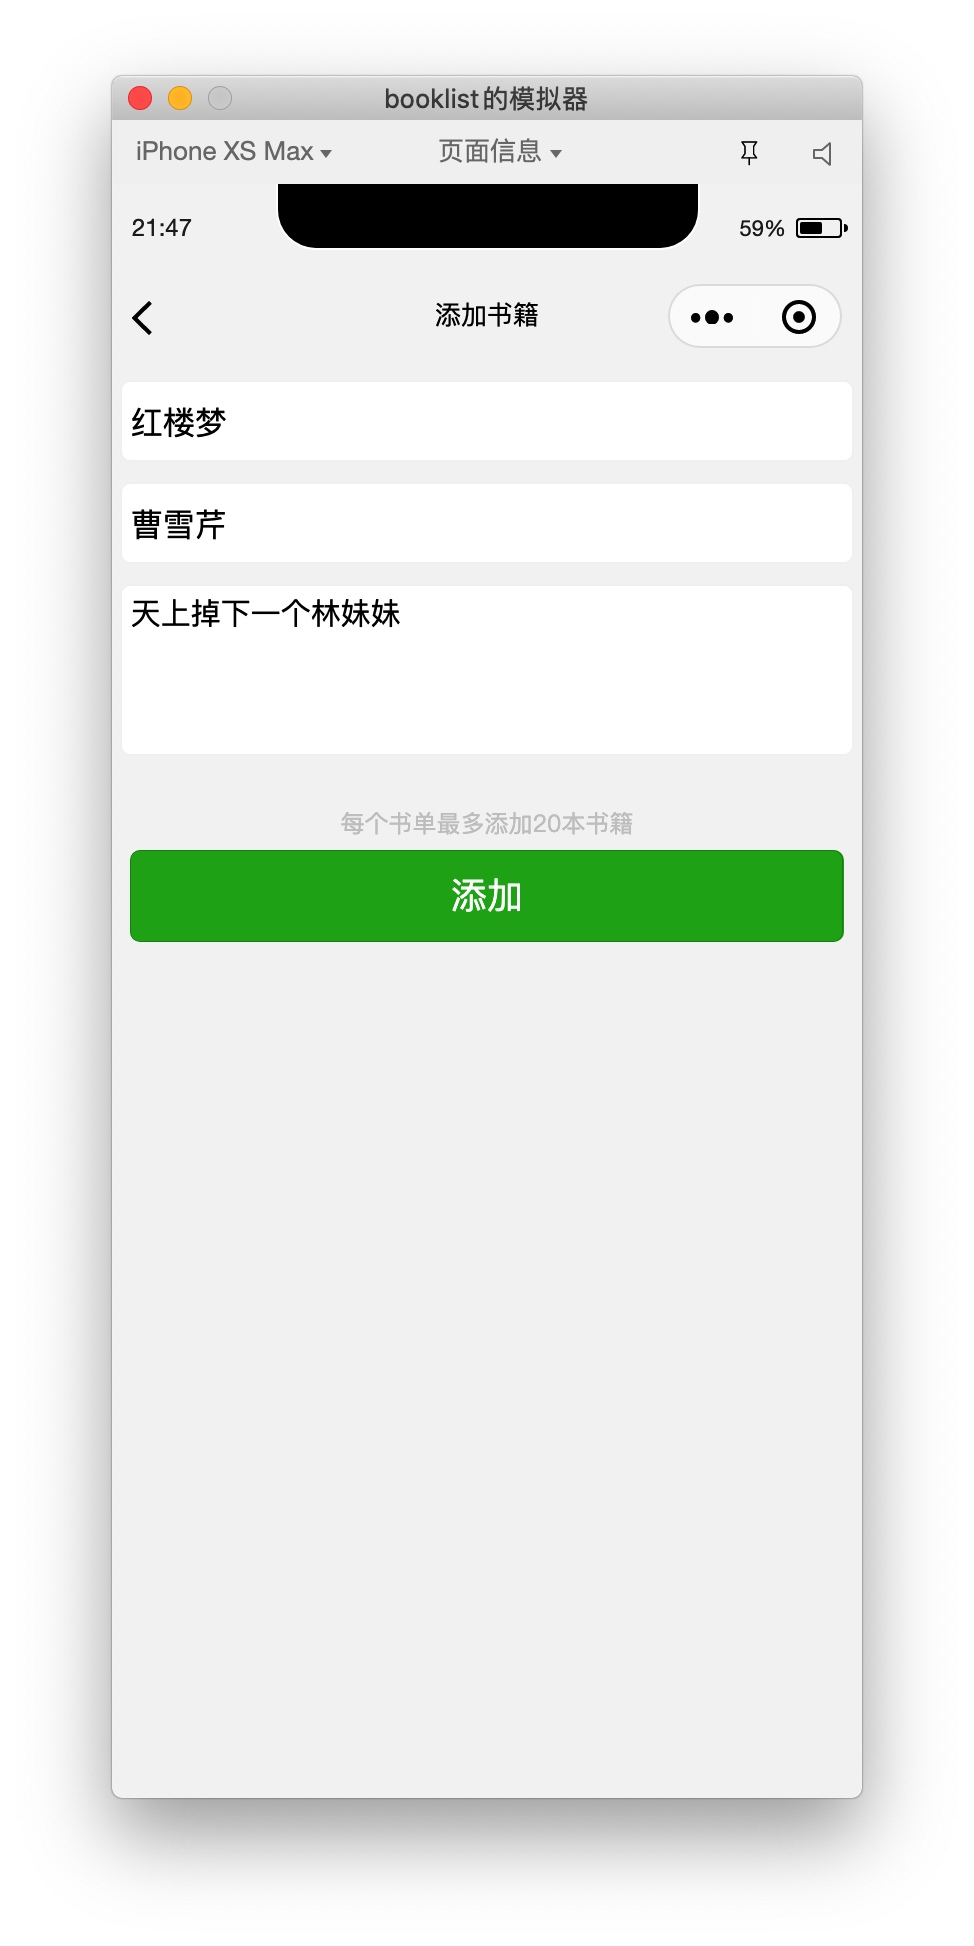 booklist的模拟器
iPhone XS Max 页面信息
21:47 59%
添加书籍
红楼梦
曹雪芹
天上掉下一个林妹妹
每个书单最多添加20本书籍
添加